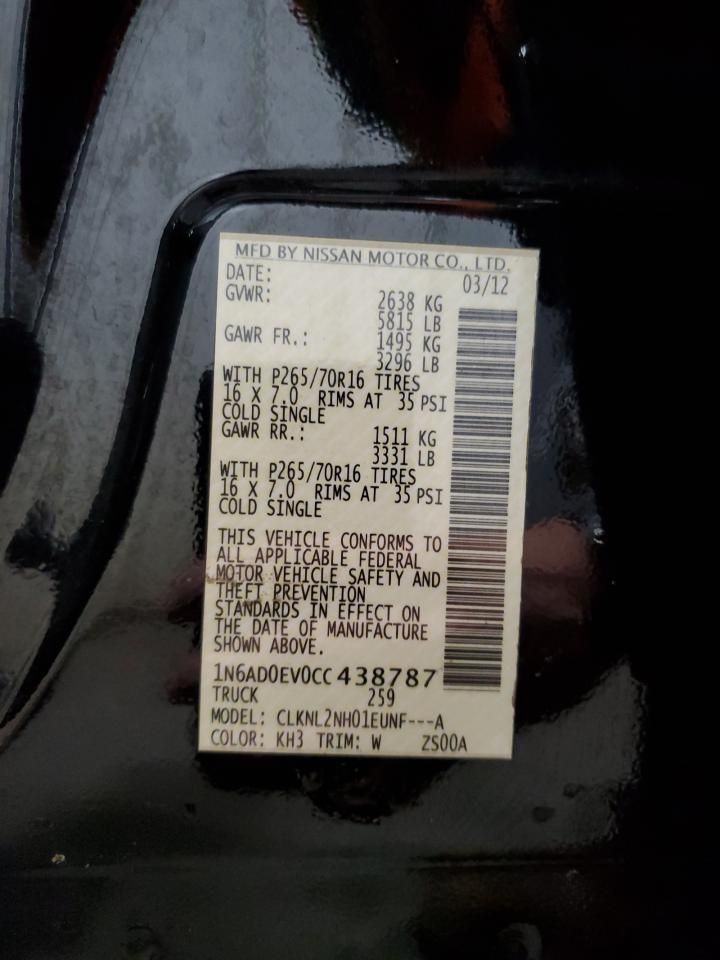 MFD BY NISSAN MOTOR CO., LTD.
DATE: 03/12
GVWR: 2638 KG
5815 LB
GAWR FR.: 1495 KG
3296 LB
WITH P265/70R16 TIRES
16 X 7.0 RIMS AT 35 PSI
COLD SINGLE
GAWR RR.: 1511 KG
3331 LB
WITH P265/70R16 TIRES
16 X 7.0 RIMS AT 35 PSI
COLD SINGLE
THIS VEHICLE CONFORMS TO
ALL APPLICABLE FEDERAL
MOTOR VEHICLE SAFETY AND
THEFT PREVENTION
STANDARDS IN EFFECT ON
THE DATE OF MANUFACTURE
SHOWN ABOVE.
1N6AD0EV0CC438787
TRUCK 259
MODEL: CLKNL2NH01EUNF---A
COLOR: KH3 TRIM: W ZS00A